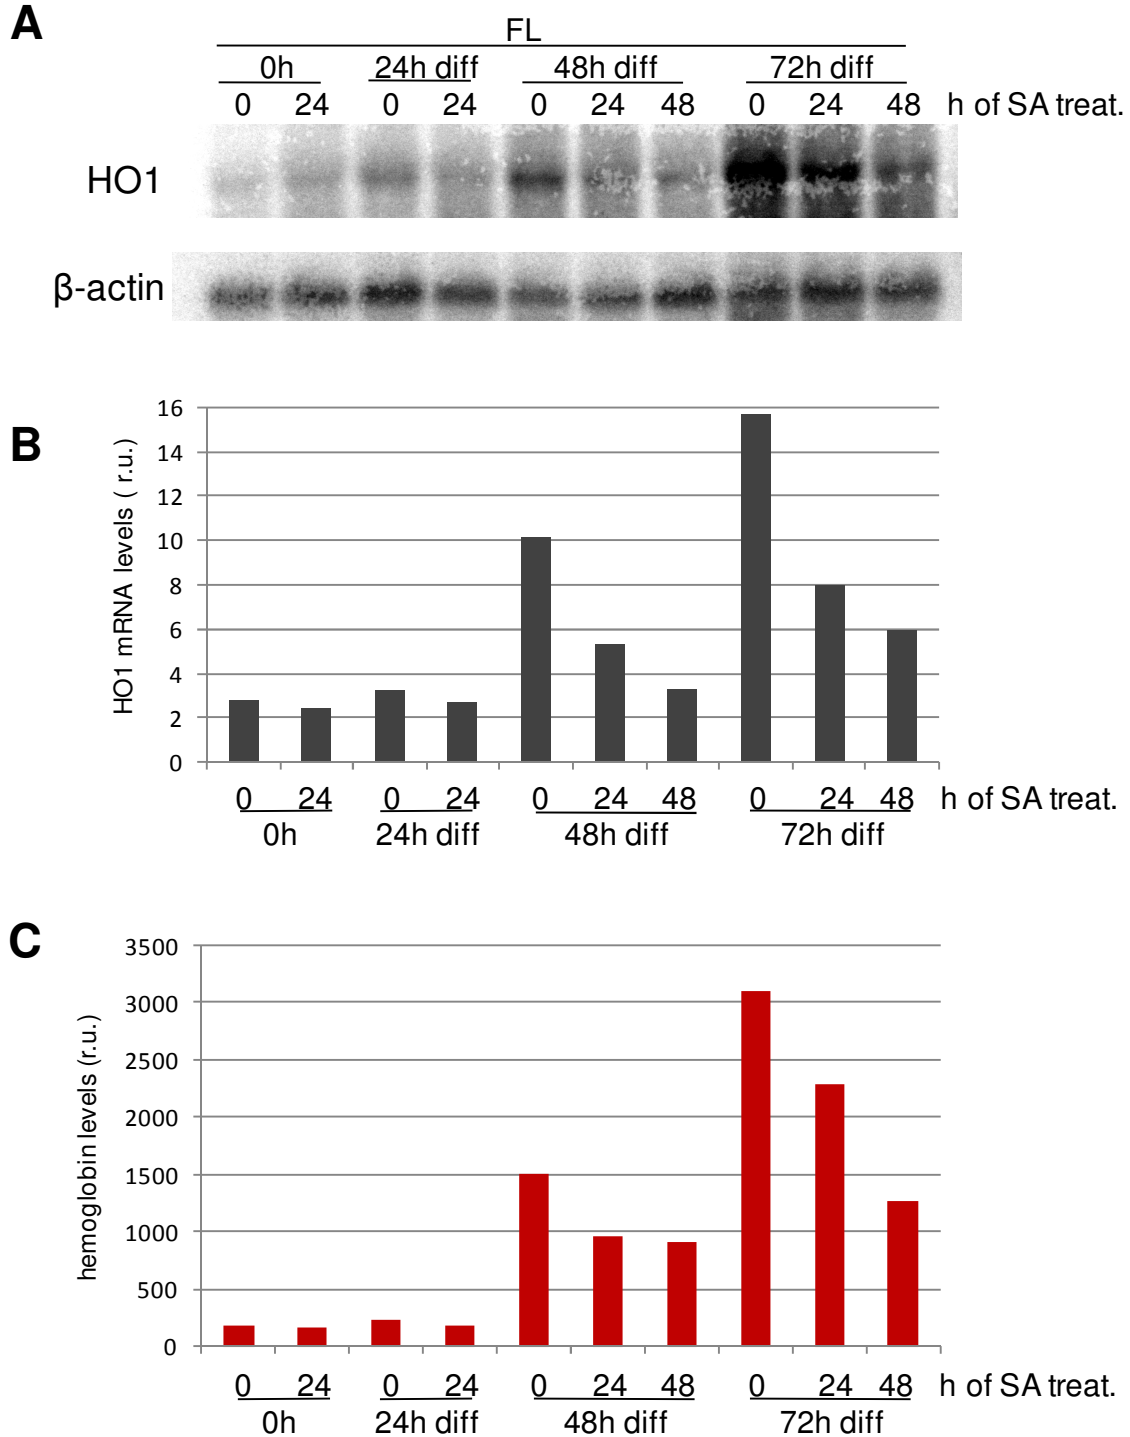 A
FL
0h 24h diff 48h diff 72h diff
0 24 0 24 0 24 48 0 24 48 h of SA treat.
HO1
β-actin
B
HO1 mRNA levels ( r.u.)
16
14
12
10
8
6
4
2
0
0 24 0 24 0 24 48 0 24 48 h of SA treat.
0h 24h diff 48h diff 72h diff
C
hemoglobin levels (r.u.)
3500
3000
2500
2000
1500
1000
500
0
0 24 0 24 0 24 48 0 24 48 h of SA treat.
0h 24h diff 48h diff 72h diff